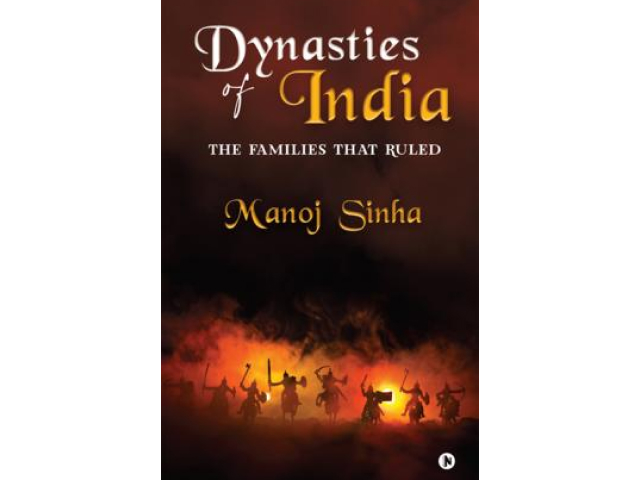 Dynasties
of India
THE FAMILIES THAT RULED
Manoj Sinha
N